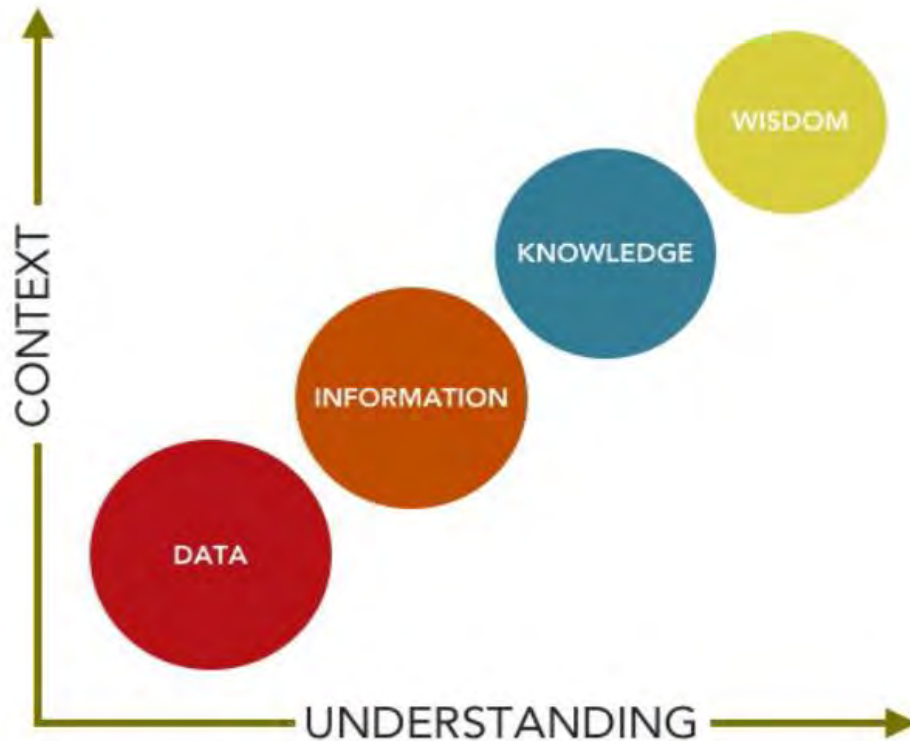 WISDOM
KNOWLEDGE
CONTEXT
INFORMATION
DATA
UNDERSTANDING